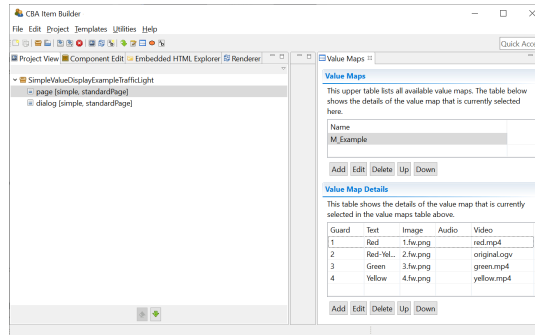 CBA Item Builder
File Edit Project Templates Utilities Help
Quick Acc
Project View Component Edit Embedded HTML Explorer Renderer
Value Maps
SimpleValueDisplayExampleTrafficLight
page [simple, standardPage]
dialog [simple, standardPage]
Value Maps
This upper table lists all available value maps. The table below
shows the details of the value map that is currently selected
here.
Name
M_Example
Add Edit Delete Up Down
Value Map Details
This table shows the details of the value map that is currently
selected in the value maps table above.
Guard Text Image Audio Video
1 Red 1.fw.png red.mp4
2 Red-Yel... 2.fw.png original.ogv
3 Green 3.fw.png green.mp4
4 Yellow 4.fw.png yellow.mp4
Add Edit Delete Up Down